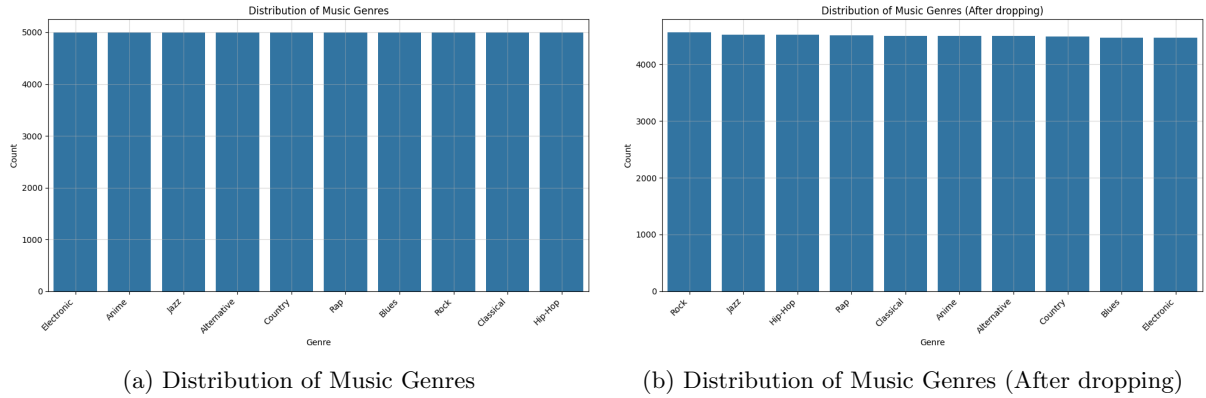 Distribution of Music Genres
5000
4000
3000
2000
1000
0
Count
Electronic
Anime
Jazz
Alternative
Country
Rap
Blues
Rock
Classical
Hip-Hop
Genre
(a) Distribution of Music Genres
Distribution of Music Genres (After dropping)
4000
3000
2000
1000
0
Count
Rock
Jazz
Hip-Hop
Rap
Classical
Anime
Alternative
Country
Blues
Electronic
Genre
(b) Distribution of Music Genres (After dropping)